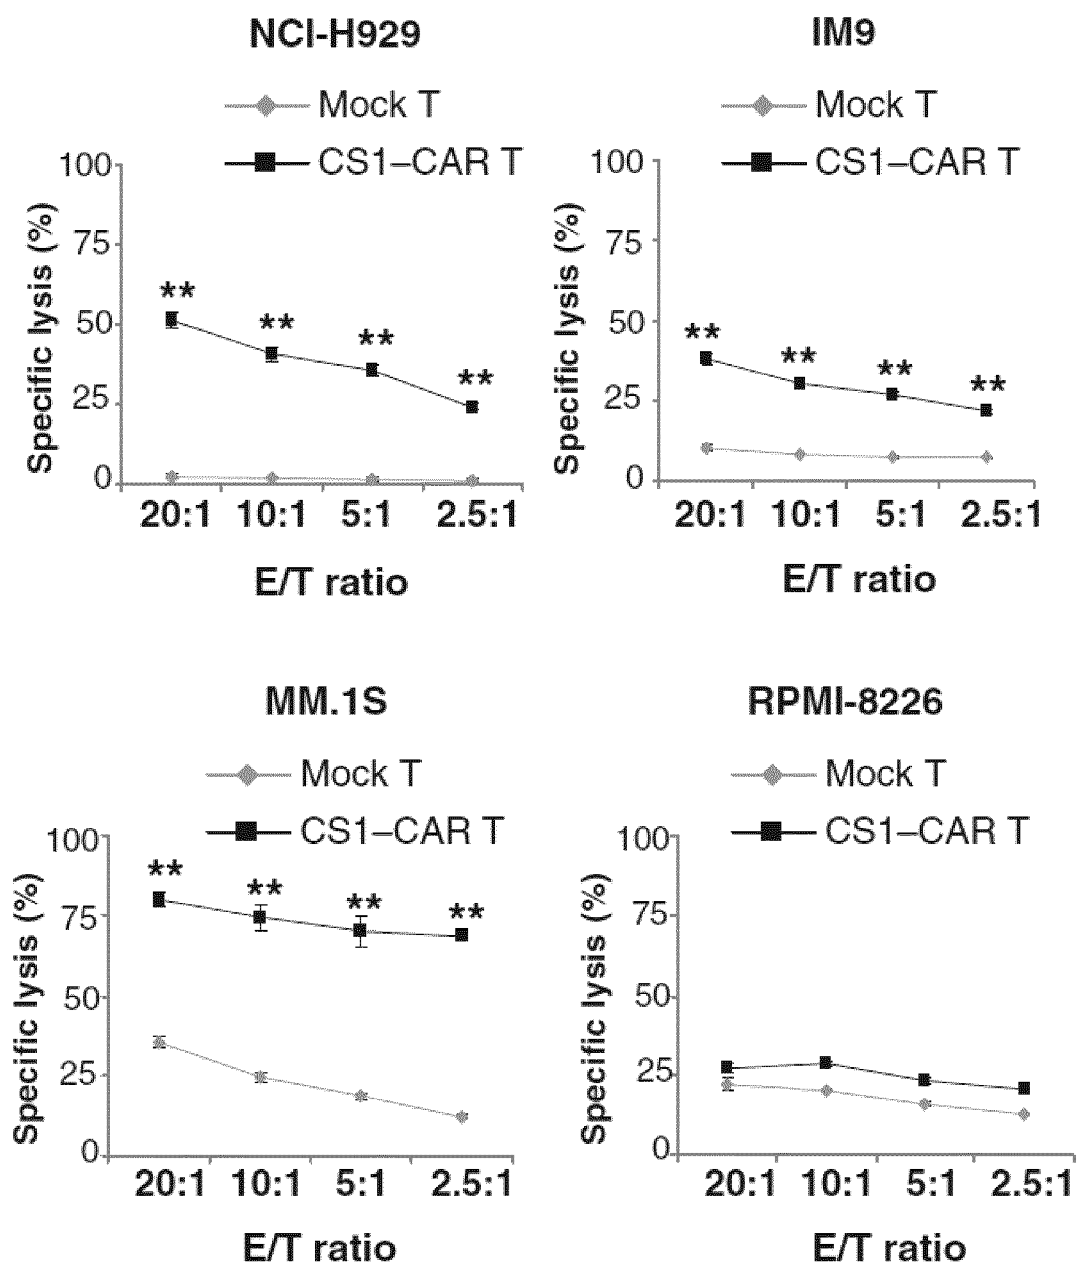 NCI-H929
Mock T
CS1–CAR T
Specific lysis (%)
100
75
50
25
0
** ** ** **
20:1 10:1 5:1 2.5:1
E/T ratio
IM9
Mock T
CS1–CAR T
Specific lysis (%)
100
75
50
25
0
** ** ** **
20:1 10:1 5:1 2.5:1
E/T ratio
MM.1S
Mock T
CS1–CAR T
Specific lysis (%)
100
75
50
25
0
** ** ** **
20:1 10:1 5:1 2.5:1
E/T ratio
RPMI-8226
Mock T
CS1–CAR T
Specific lysis (%)
100
75
50
25
0
20:1 10:1 5:1 2.5:1
E/T ratio